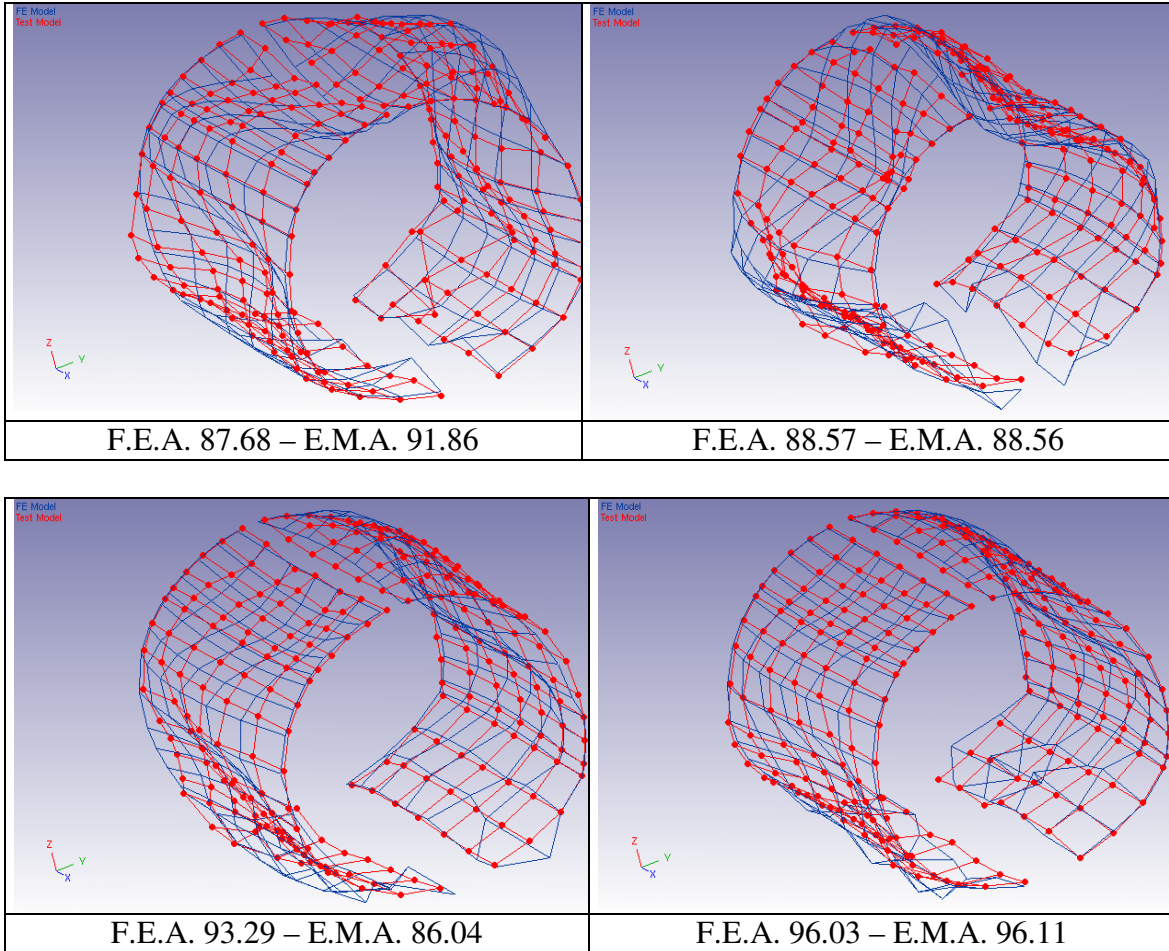 FE Model
Test Model
Z
Y
X
FE Model
Test Model
Z
Y
X
F.E.A. 87.68 – E.M.A. 91.86
F.E.A. 88.57 – E.M.A. 88.56
FE Model
Test Model
Z
Y
X
FE Model
Test Model
Z
Y
X
F.E.A. 93.29 – E.M.A. 86.04
F.E.A. 96.03 – E.M.A. 96.11